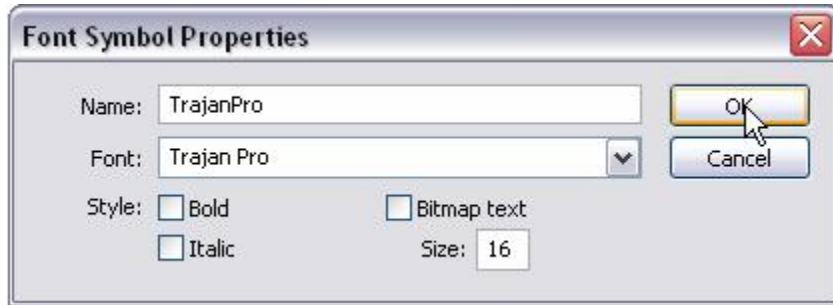 Font Symbol Properties
Name: TrajanPro OK
Font: Trajan Pro Cancel
Style: Bold Bitmap text
Italic Size: 16